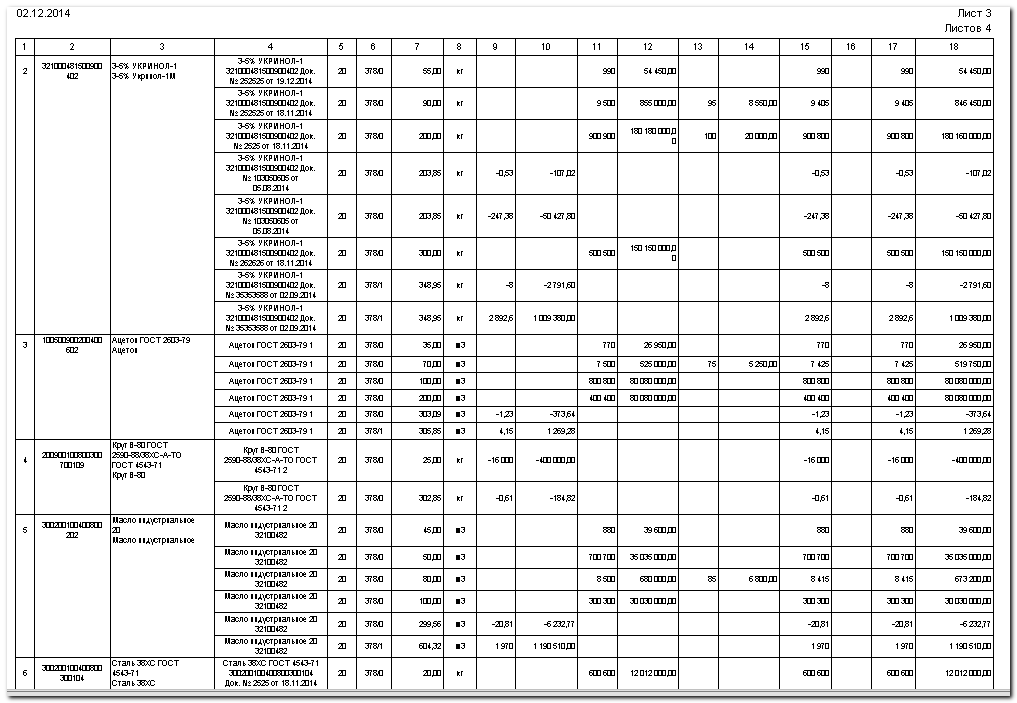 02.12.2014 Лист 3
Листов 4
1 2 3 4 5 6 7 8 9 10 11 12 13 14 15 16 17 18
2 321000481500900 3-5% УКРИНОЛ-1 3-5% УКРИНОЛ-1
402 3-5% Укринол-1М 321000481500900402 Док. 20 378/0 55,00 кг 990 54 450,00 990 990 54 450,00
№ 252525 от 19.12.2014
3-5% УКРИНОЛ-1
321000481500900402 Док. 20 378/0 90,00 кг 9 500 855 000,00 95 8 550,00 9 405 9 405 846 450,00
№ 252525 от 18.11.2014
3-5% УКРИНОЛ-1
321000481500900402 Док. 20 378/0 200,00 кг 900 900 180 180 000,0 100 20 000,00 900 800 900 800 180 160 000,00
№ 2525 от 18.11.2014 0
3-5% УКРИНОЛ-1
321000481500900402 Док. 20 378/0 203,85 кг -0,53 -107,02 -0,53 -0,53 -107,02
№ 103050605 от
05.08.2014
3-5% УКРИНОЛ-1
321000481500900402 Док. 20 378/0 203,85 кг -247,38 -50 427,80 -247,38 -247,38 -50 427,80
№ 103050605 от
05.08.2014
3-5% УКРИНОЛ-1
321000481500900402 Док. 20 378/0 300,00 кг 500 500 150 150 000,0 500 500 500 500 150 150 000,00
№ 252525 от 18.11.2014 0
3-5% УКРИНОЛ-1
321000481500900402 Док. 20 378/1 348,95 кг -8 -2 791,60 -8 -8 -2 791,60
№ 35353588 от 02.09.2014
3-5% УКРИНОЛ-1
321000481500900402 Док. 20 378/1 348,95 кг 2 892,6 1 009 380,00 2 892,6 2 892,6 1 009 380,00
№ 35353588 от 02.09.2014
3 100500900200400 Ацетон ГОСТ 2603-79 Ацетон ГОСТ 2603-79 1 20 378/0 35,00 м3 770 26 950,00 770 770 26 950,00
602 Ацетон
Ацетон ГОСТ 2603-79 1 20 378/0 70,00 м3 7 500 525 000,00 75 5 250,00 7 425 7 425 519 750,00
Ацетон ГОСТ 2603-79 1 20 378/0 100,00 м3 800 800 80 080 000,00 800 800 800 800 80 080 000,00
Ацетон ГОСТ 2603-79 1 20 378/0 200,00 м3 400 400 80 080 000,00 400 400 400 400 80 080 000,00
Ацетон ГОСТ 2603-79 1 20 378/0 303,09 м3 -1,23 -373,64 -1,23 -1,23 -373,64
Ацетон ГОСТ 2603-79 1 20 378/1 305,85 м3 4,15 1 269,28 4,15 4,15 1 269,28
4 200900100800300 Круг В-80 ГОСТ Круг В-80 ГОСТ
700109 2590-88/38ХС-А-ТО 2590-88/38ХС-А-ТО ГОСТ 20 378/0 25,00 кг -16 000 -400 000,00 -16 000 -16 000 -400 000,00
ГОСТ 4543-71 4543-71 2
Круг В-80
Круг В-80 ГОСТ
2590-88/38ХС-А-ТО ГОСТ 20 378/0 302,85 кг -0,61 -184,82 -0,61 -0,61 -184,82
4543-71 2
5 300200100400800 Масло индустриальное Масло индустриальное 20 20 378/0 45,00 м3 880 39 600,00 880 880 39 600,00
202 20 32100482
Масло индустриальное
Масло индустриальное 20 20 378/0 50,00 м3 700 700 35 035 000,00 700 700 700 700 35 035 000,00
32100482
Масло индустриальное 20 20 378/0 80,00 м3 8 500 680 000,00 85 6 800,00 8 415 8 415 673 200,00
32100482
Масло индустриальное 20 20 378/0 100,00 м3 300 300 30 030 000,00 300 300 300 300 30 030 000,00
32100482
Масло индустриальное 20 20 378/0 299,56 м3 -20,81 -6 232,77 -20,81 -20,81 -6 232,77
32100482
Масло индустриальное 20 20 378/1 604,32 м3 1 970 1 190 510,00 1 970 1 970 1 190 510,00
32100482
6 300200100400800 Сталь 38ХС ГОСТ Сталь 38ХС ГОСТ 4543-71
300104 4543-71 300200100400800300104 20 378/0 20,00 кг 600 600 12 012 000,00 600 600 600 600 12 012 000,00
Сталь 38ХС Док. № 2525 от 18.11.2014